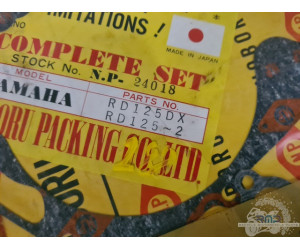 IMITATIONS!
MADE IN JAPAN
COMPLETE SET
STOCK No. N.P- 24018
MODEL
PARTS No.
YAMAHA
RD125DX
RD125-2
ORU PACKING CO. LTD.